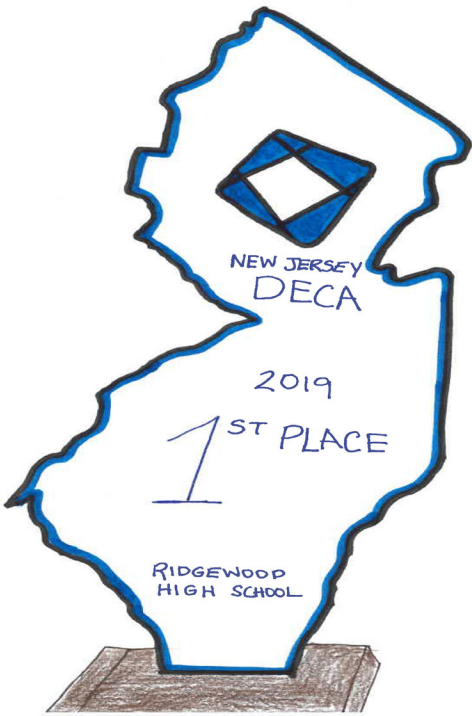 NEW JERSEY
DECA
2019
1ST PLACE
RIDGEWOOD
HIGH SCHOOL